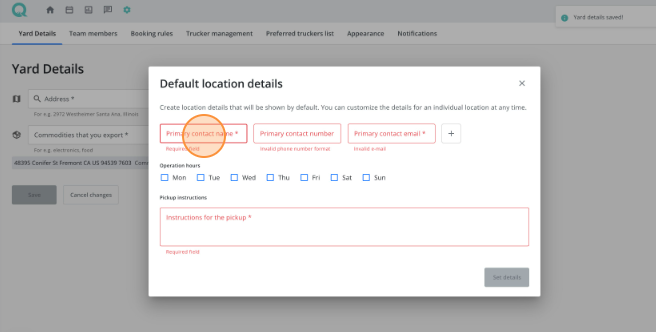 Yard details saved!
Yard Details Team members Booking rules Trucker management Preferred truckers list Appearance Notifications
Yard Details
Address *
For e.g. 2972 Westheimer Santa Ana, Illinois
Commodities that you export *
For e.g. electronics, food
48395 Conifer St Fremont CA US 94539 7603
Save Cancel changes
Default location details
Create location details that will be shown by default. You can customize the details for an individual location at any time.
Primary contact name * Primary contact number Primary contact email *
Required field Invalid phone number format Invalid e-mail
Operation hours
Mon Tue Wed Thu Fri Sat Sun
Pickup instructions
Instructions for the pickup *
Required field
Set details